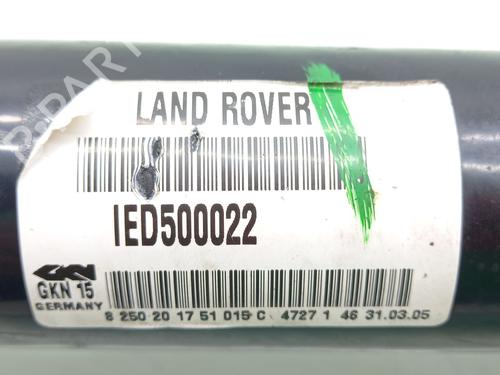 LAND ROVER
IED500022
GKN
GKN 15
GERMANY
8 250 20 17 51 015 C 4727 1 46 31.03.05